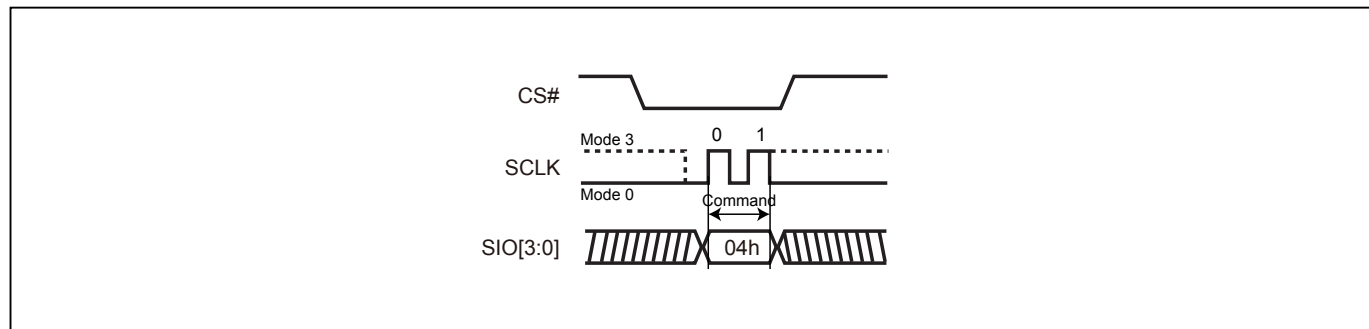 CS#
Mode 3 0 1
SCLK
Mode 0
Command
SIO[3:0] 04h